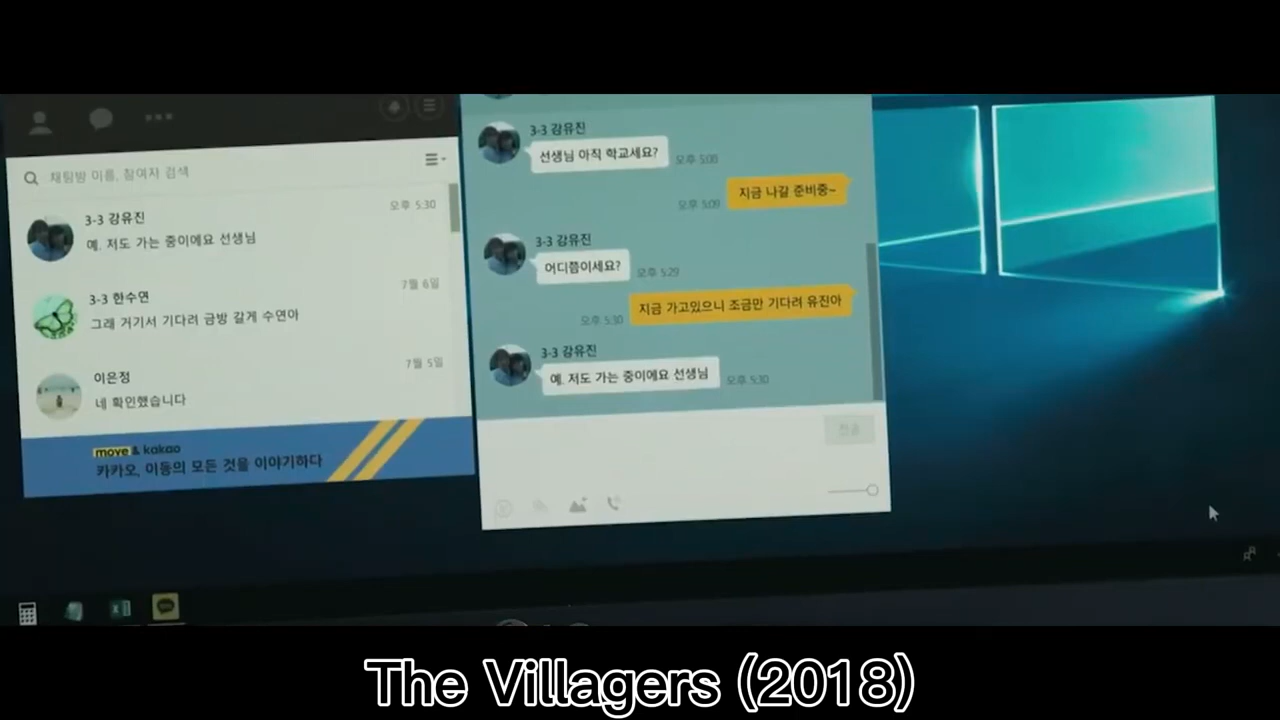 채팅방 이름, 참여자 검색
3-3 강유진
오후 5:30
예. 저도 가는 중이에요 선생님
3-3 한수연
7월 6일
그래 거기서 기다려 금방 갈게 수연아
이은정
7월 5일
네 확인했습니다
move & kakao
카카오, 이동의 모든 것을 이야기하다
3-3 강유진
선생님 아직 학교세요?
오후 5:08
지금 나갈 준비중~
오후 5:09
3-3 강유진
어디쯤이세요?
오후 5:29
지금 가고있으니 조금만 기다려 유진아
오후 5:30
3-3 강유진
예. 저도 가는 중이에요 선생님
오후 5:30
전송
The Villagers (2018)